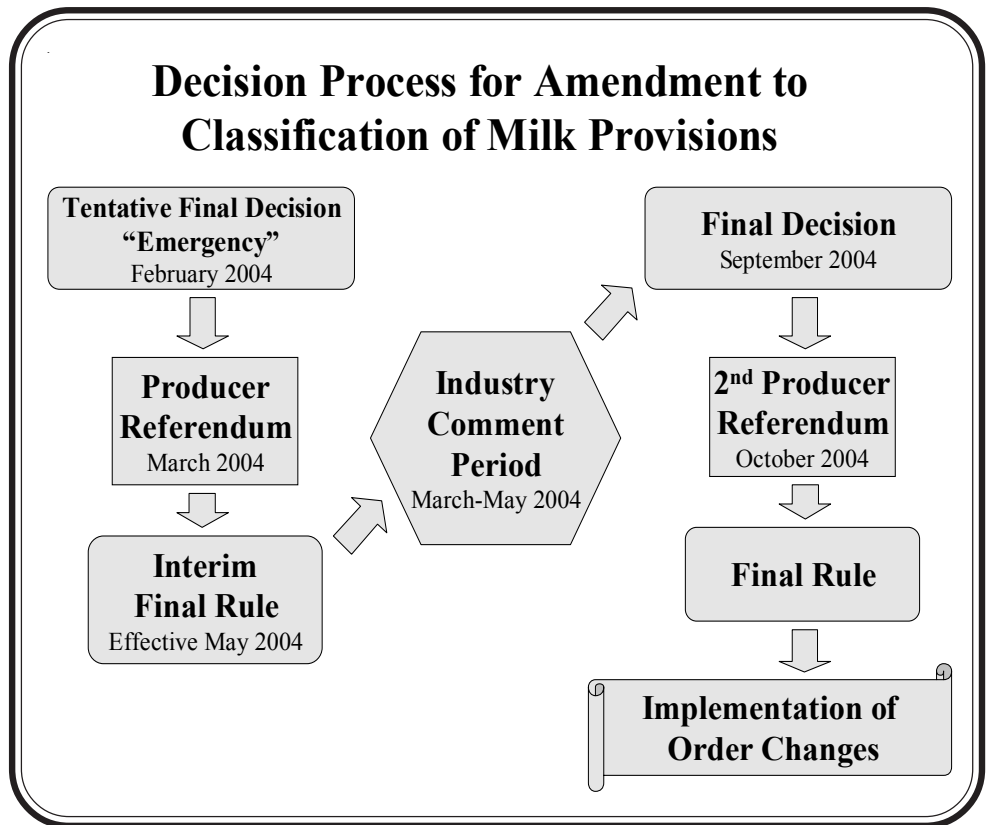 Decision Process for Amendment to
Classification of Milk Provisions
Tentative Final Decision
“Emergency”
February 2004
Producer
Referendum
March 2004
Interim
Final Rule
Effective May 2004
Industry
Comment
Period
March-May 2004
Final Decision
September 2004
2nd Producer
Referendum
October 2004
Final Rule
Implementation of
Order Changes